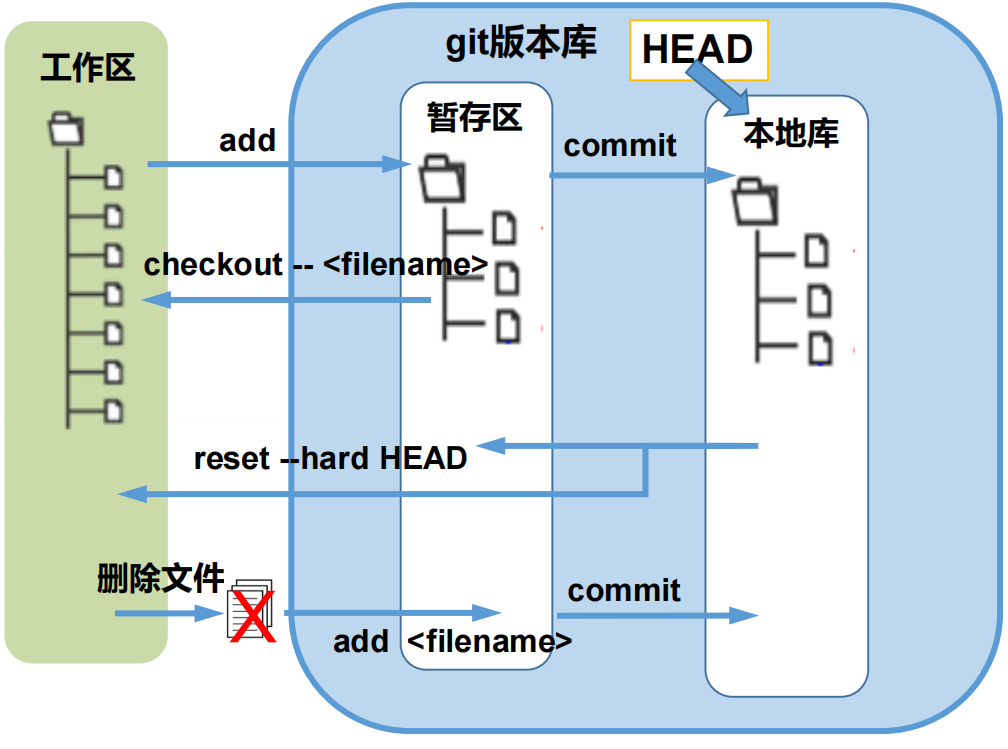 工作区
git版本库
HEAD
暂存区
本地库
add
commit
checkout -- <filename>
reset --hard HEAD
删除文件
add <filename>
commit